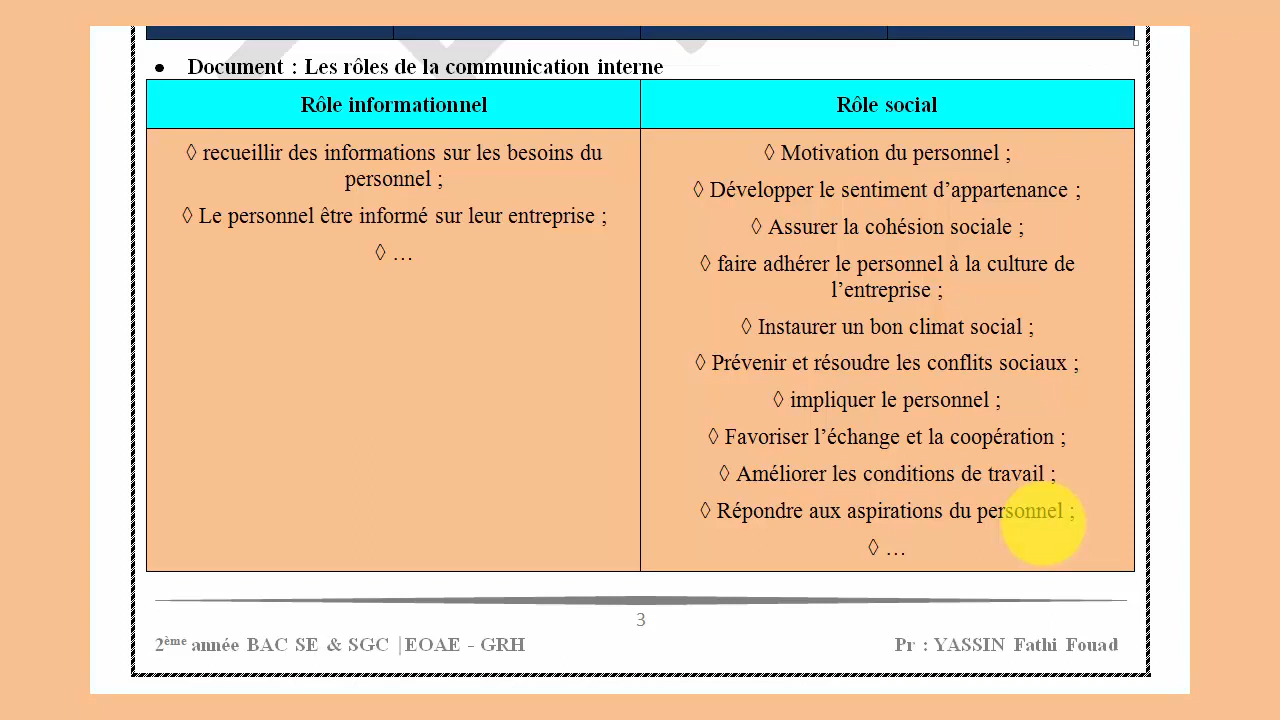 • Document : Les rôles de la communication interne
Rôle informationnel
Rôle social
◊ recueillir des informations sur les besoins du
personnel ;
◊ Le personnel être informé sur leur entreprise ;
◊ …
◊ Motivation du personnel ;
◊ Développer le sentiment d’appartenance ;
◊ Assurer la cohésion sociale ;
◊ faire adhérer le personnel à la culture de
l’entreprise ;
◊ Instaurer un bon climat social ;
◊ Prévenir et résoudre les conflits sociaux ;
◊ impliquer le personnel ;
◊ Favoriser l’échange et la coopération ;
◊ Améliorer les conditions de travail ;
◊ Répondre aux aspirations du personnel ;
◊ …
3
2ème année BAC SE & SGC |EOAE - GRH
Pr : YASSIN Fathi Fouad